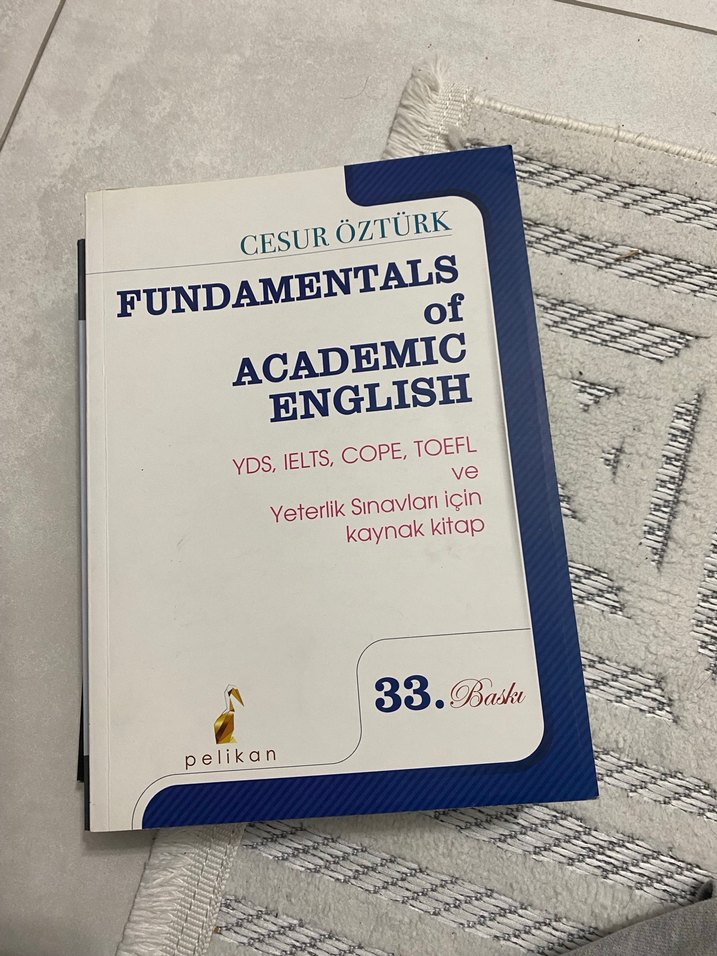 CESUR ÖZTÜRK
FUNDAMENTALS
of
ACADEMIC
ENGLISH
YDS, IELTS, COPE, TOEFL
ve
Yeterlik Sınavları için
kaynak kitap
33. Baskı
pelikan